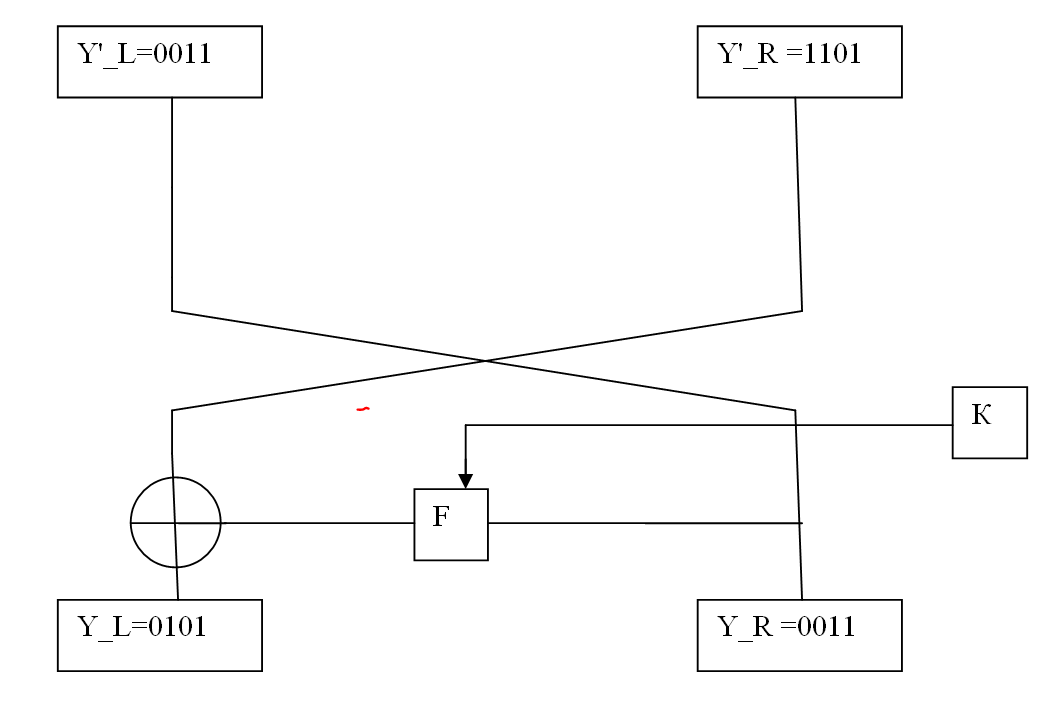 Y'_L=0011
Y'_R =1101
К
F
Y_L=0101
Y_R =0011